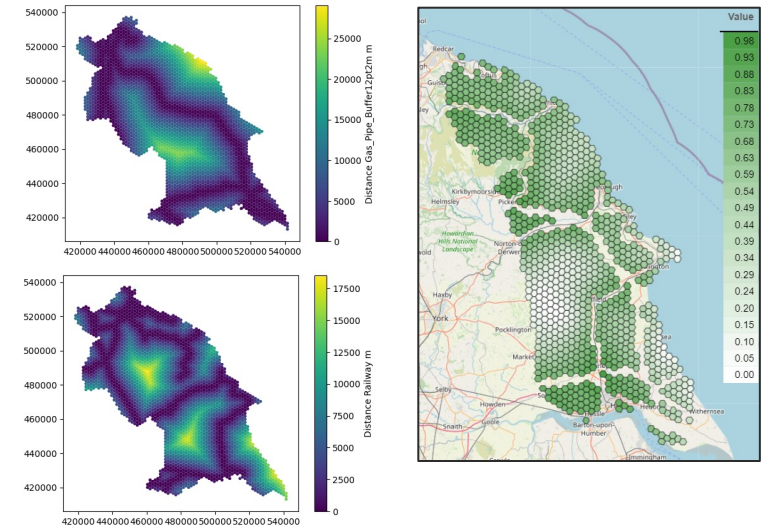 540000
520000
500000
480000
460000
440000
420000
420000 440000 460000 480000 500000 520000 540000
25000
20000
15000
10000
5000
0
Distance Gas_Pipe_Buffer12pt2m m
540000
520000
500000
480000
460000
440000
420000
420000 440000 460000 480000 500000 520000 540000
17500
15000
12500
10000
7500
5000
2500
0
Distance Railway m
Value
0.98
0.93
0.88
0.83
0.78
0.73
0.68
0.63
0.59
0.54
0.49
0.44
0.39
0.34
0.29
0.24
0.20
0.15
0.10
0.05
0.00
Redcar
Kirkbymoorsi
Helmsley
Picke
Howardian
Hills National
Landscape
Norton-
Derwen
Haxby
York
Pocklington
Market
Selby
Howden
Snaith
Goole
Barton-upon-
Humber
Withernsea
Immingham